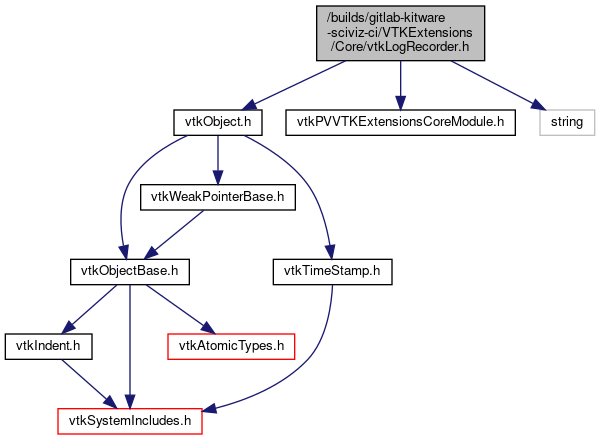 /builds/gitlab-kitware
-sciviz-ci/VTKExtensions
/Core/vtkLogRecorder.h
vtkObject.h
vtkPVVTKExtensionsCoreModule.h
string
vtkWeakPointerBase.h
vtkObjectBase.h
vtkTimeStamp.h
vtkIndent.h
vtkAtomicTypes.h
vtkSystemIncludes.h